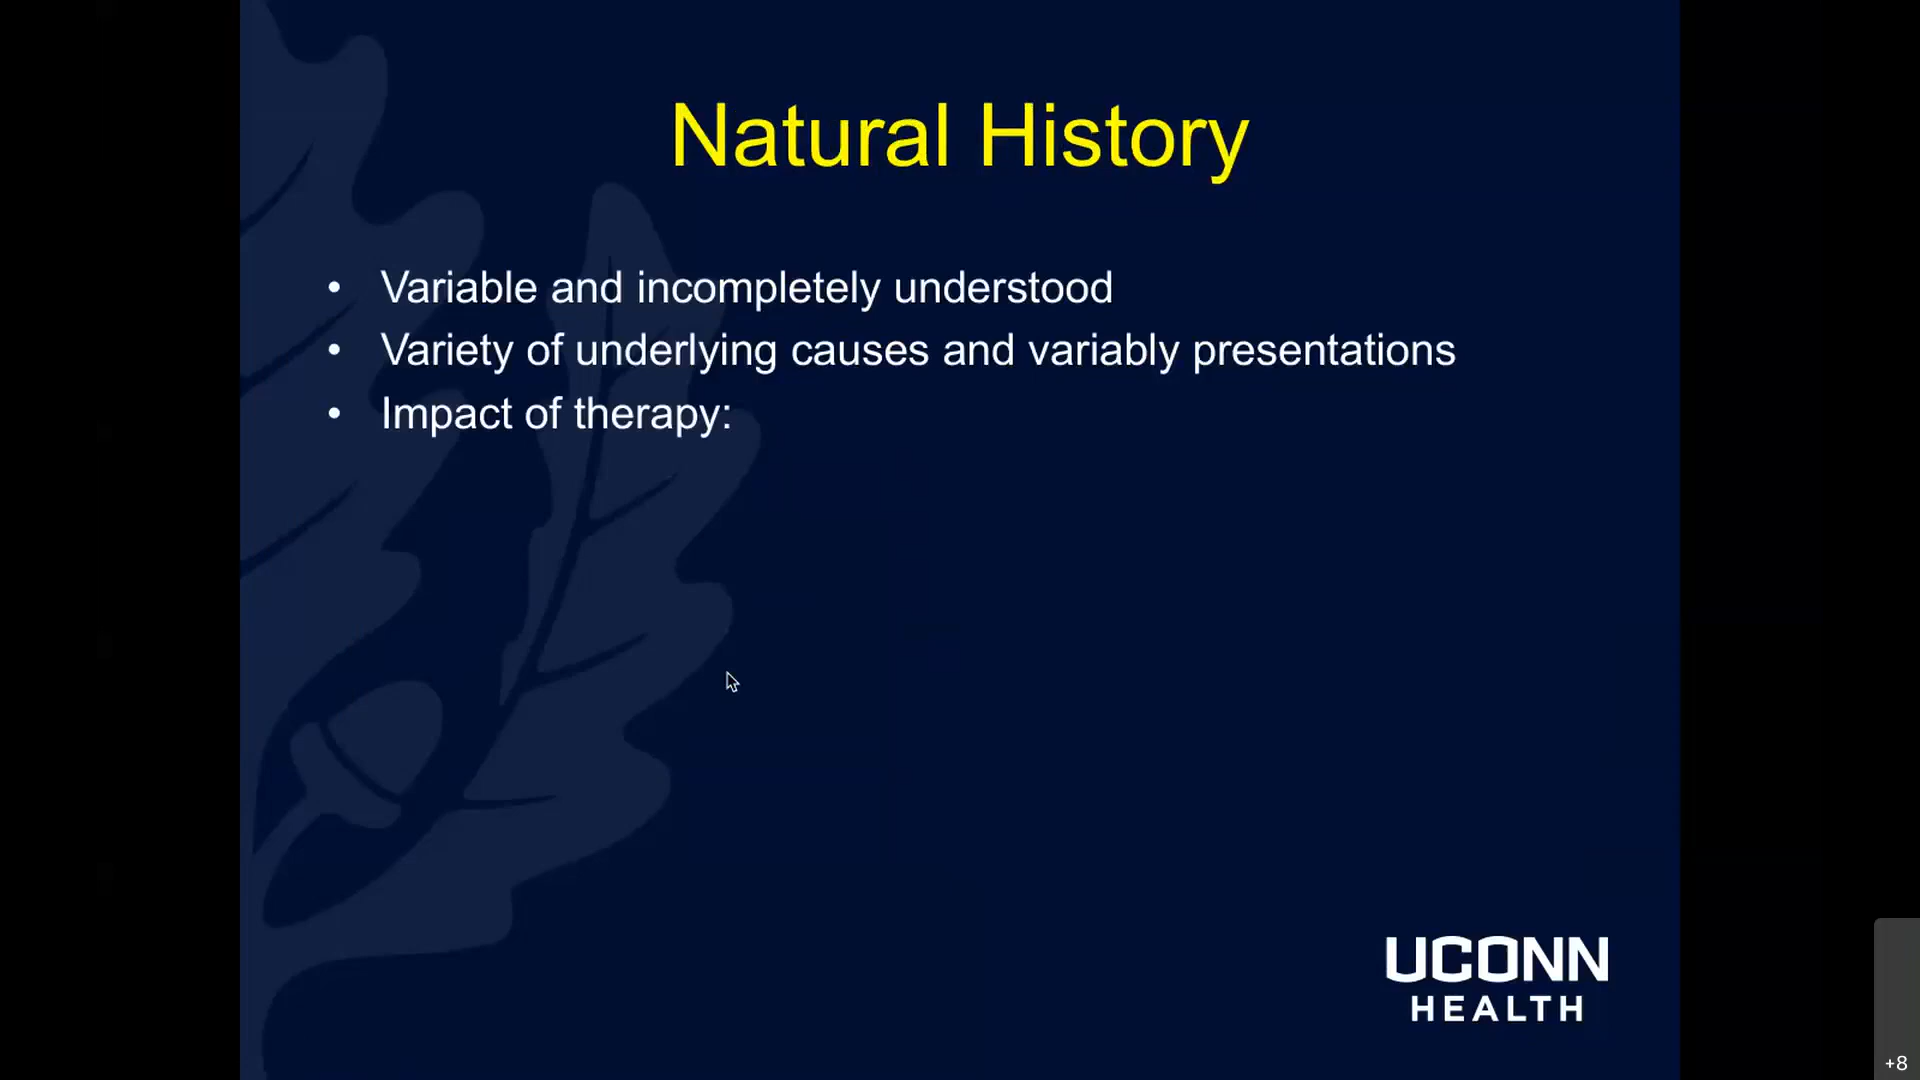 Natural History
• Variable and incompletely understood
• Variety of underlying causes and variably presentations
• Impact of therapy:
UCONN
HEALTH
+8